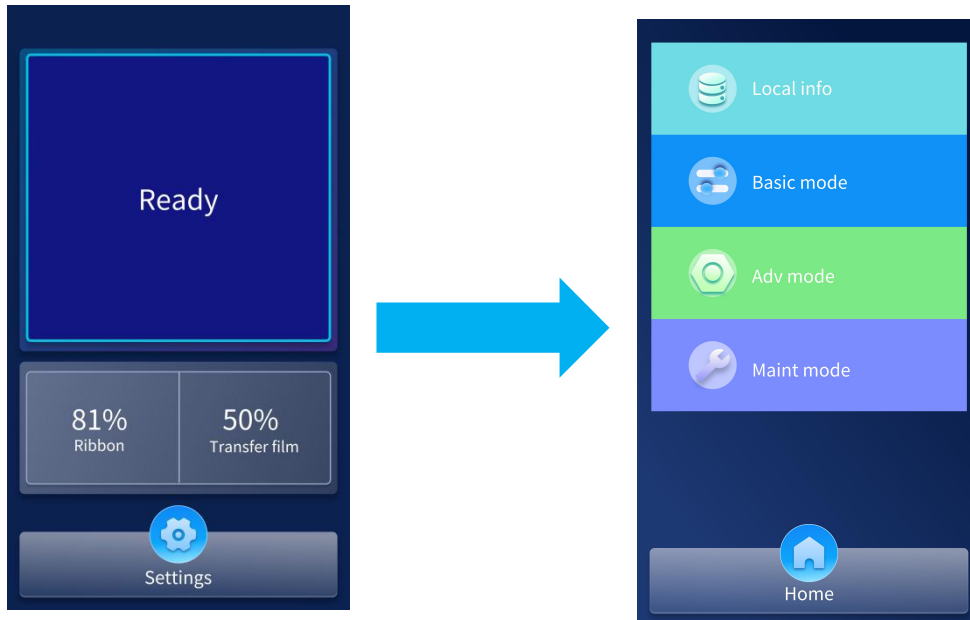 Ready
81%
Ribbon
50%
Transfer film
Settings
Local info
Basic mode
Adv mode
Maint mode
Home